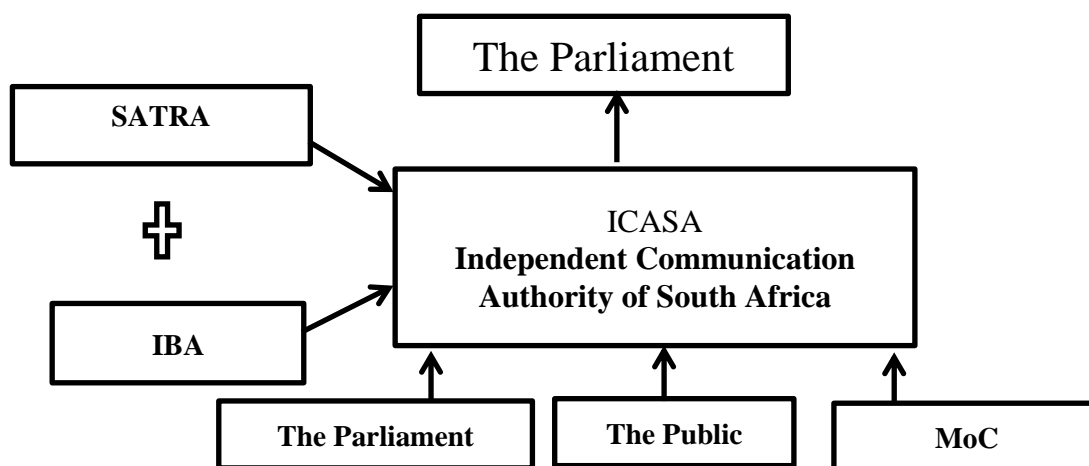 The Parliament
SATRA
ICASA
Independent Communication
Authority of South Africa
IBA
The Parliament
The Public
MoC